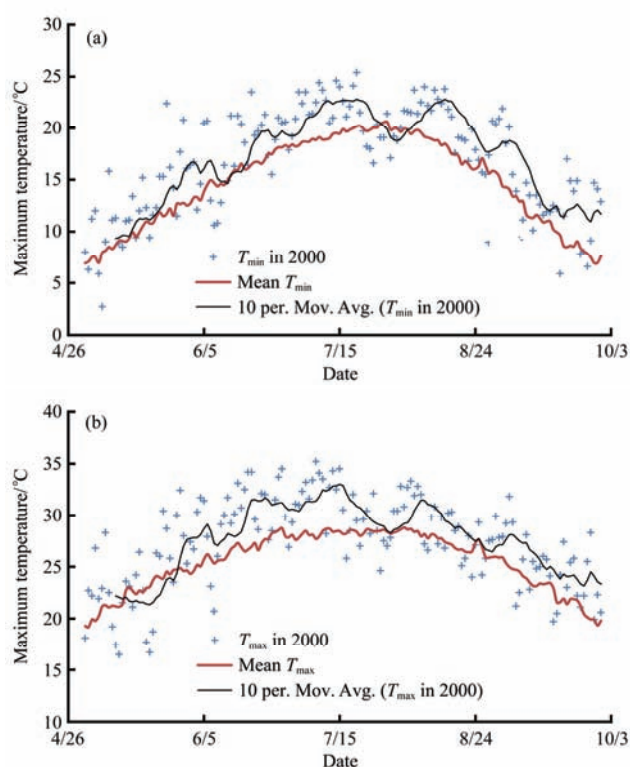 (a)
Maximum temperature/°C
30
25
20
15
10
5
0
Tmin in 2000
Mean Tmin
10 per. Mov. Avg. (Tmin in 2000)
4/26 6/5 7/15 8/24 10/3
Date
(b)
Maximum temperature/°C
40
35
30
25
20
15
10
Tmax in 2000
Mean Tmax
10 per. Mov. Avg. (Tmax in 2000)
4/26 6/5 7/15 8/24 10/3
Date